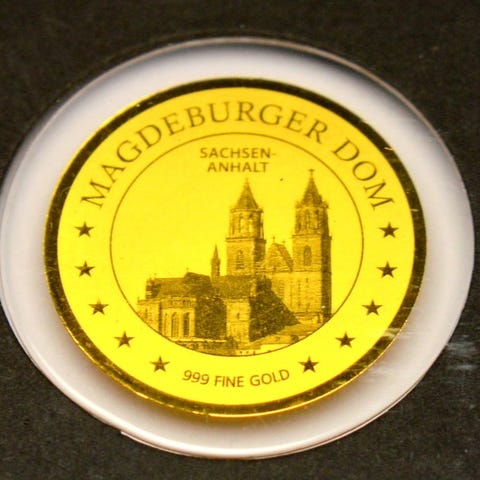 MAGDEBURGER DOM
SACHSEN-
ANHALT
999 FINE GOLD